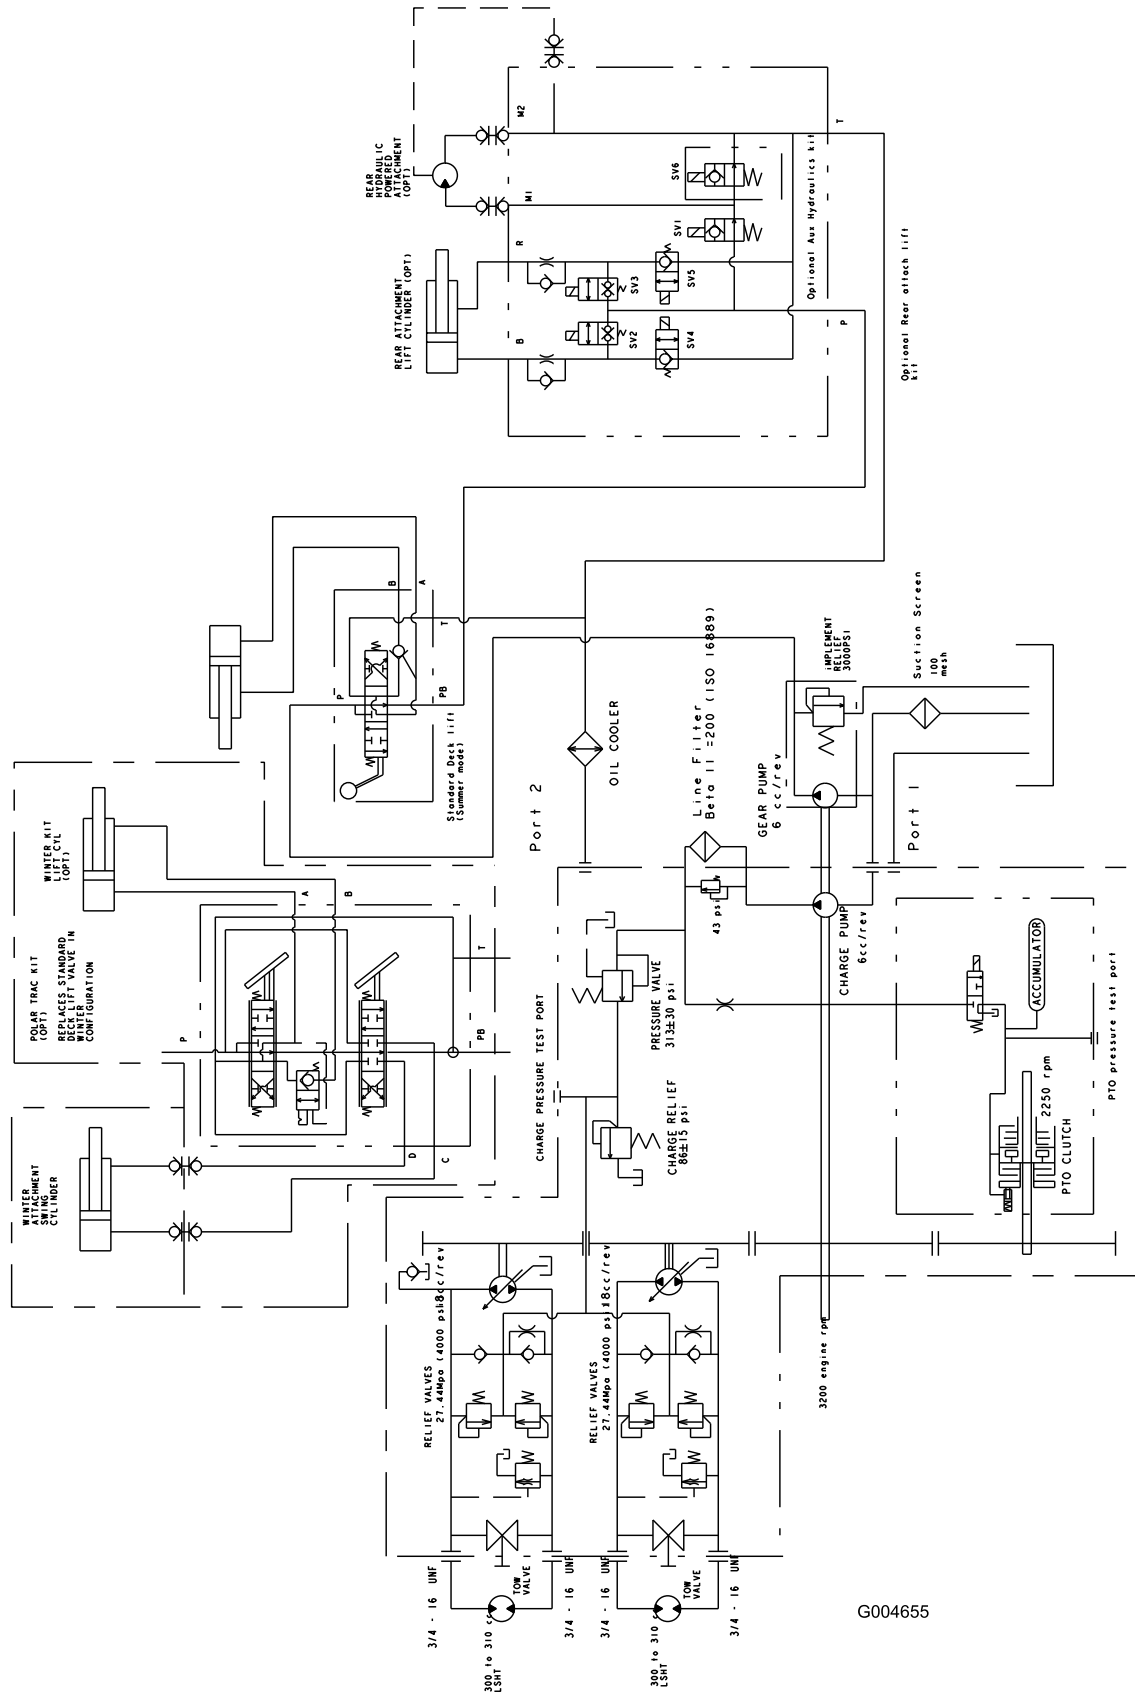 REAR
HYDRAULIC
POWERED
ATTACHMENT
(OPT)
M2
M1
T
SV6
SV1
Optional Aux Hydraulics kit
R
SV3
SV5
REAR ATTACHMENT
LIFT CYLINDER (OPT)
B
SV2
SV4
P
Optional Rear attach lift
kit
B
A
T
P
PB
Standard Deck lift
(Summer mode)
OIL COOLER
Port 2
Line Filter
Beta 11 =200 (ISO 16889)
IMPLEMENT
RELIEF
3000PSI
Suction Screen
100
mesh
GEAR PUMP
6 cc/rev
Port 1
WINTER KIT
LIFT CYL
(OPT)
A
B
POLAR TRAC KIT
(OPT)
REPLACES STANDARD
DECK LIFT VALVE IN
WINTER
CONFIGURATION
P
T
PB
43 psi
CHARGE PUMP
6cc/rev
PRESSURE VALVE
313±30 psi
ACCUMULATOR
CHARGE PRESSURE TEST PORT
CHARGE RELIEF
86±15 psi
PTO pressure test port
2250 rpm
PTO CLUTCH
WINTER
ATTACHMENT
SWING
CYLINDER
D
C
RELIEF VALVES
27.44Mpa (4000 psi)
18cc/rev
RELIEF VALVES
27.44Mpa (4000 psi)
18cc/rev
3200 engine rpm
TOW
VALVE
TOW
VALVE
3/4 - 16 UNF
3/4 - 16 UNF
3/4 - 16 UNF
3/4 - 16 UNF
300 to 310 cc
LSHT
300 to 310 c
LSHT
G004655